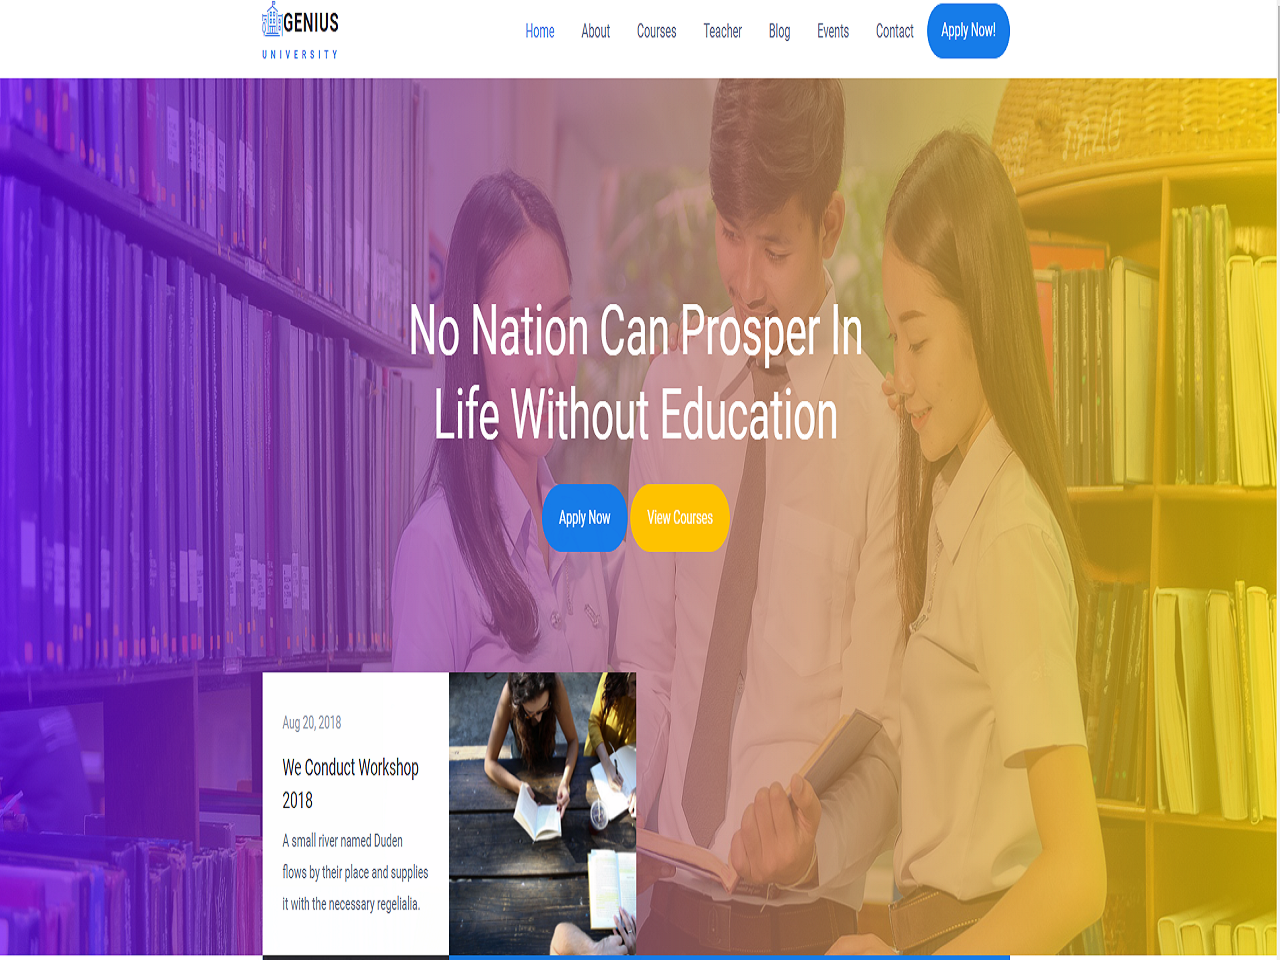 GENIUS
UNIVERSITY
Home About Courses Teacher Blog Events Contact Apply Now!
No Nation Can Prosper In
Life Without Education
Apply Now View Courses
Aug 20, 2018
We Conduct Workshop
2018
A small river named Duden
flows by their place and supplies
it with the necessary regelialia.